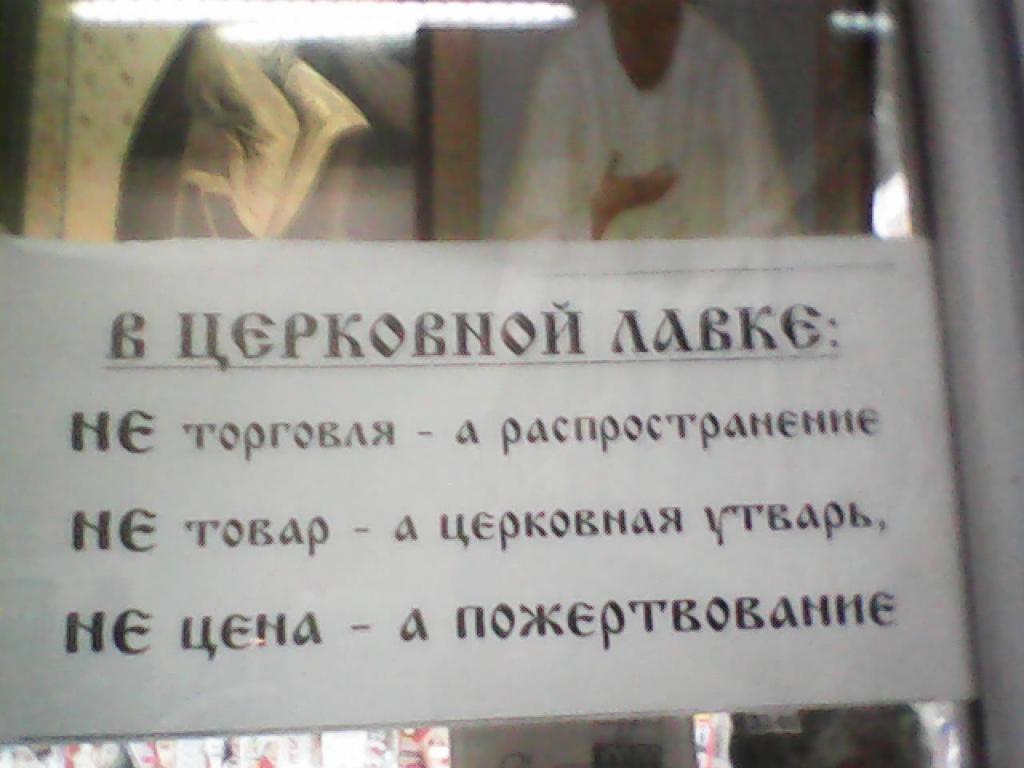 В ЦЕРКОВНОЙ ЛАВКЕ:
НЕ торговля - а распространение
НЕ товар - а церковная утварь,
НЕ цена - а пожертвование